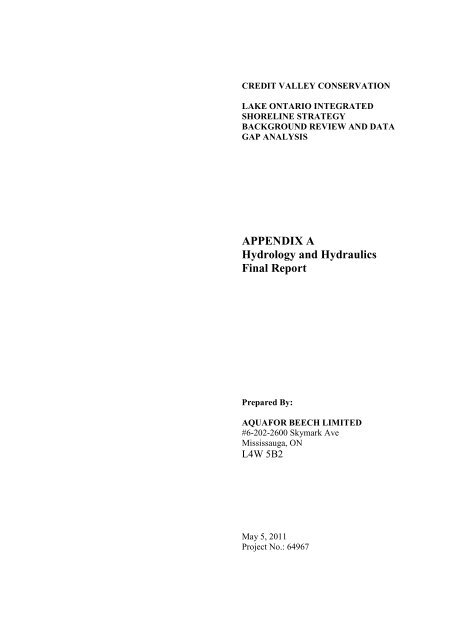 CREDIT VALLEY CONSERVATION
LAKE ONTARIO INTEGRATED
SHORELINE STRATEGY
BACKGROUND REVIEW AND DATA
GAP ANALYSIS
APPENDIX A
Hydrology and Hydraulics
Final Report
Prepared By:
AQUAFOR BEECH LIMITED
#6-202-2600 Skymark Ave
Mississauga, ON
L4W 5B2
May 5, 2011
Project No.: 64967